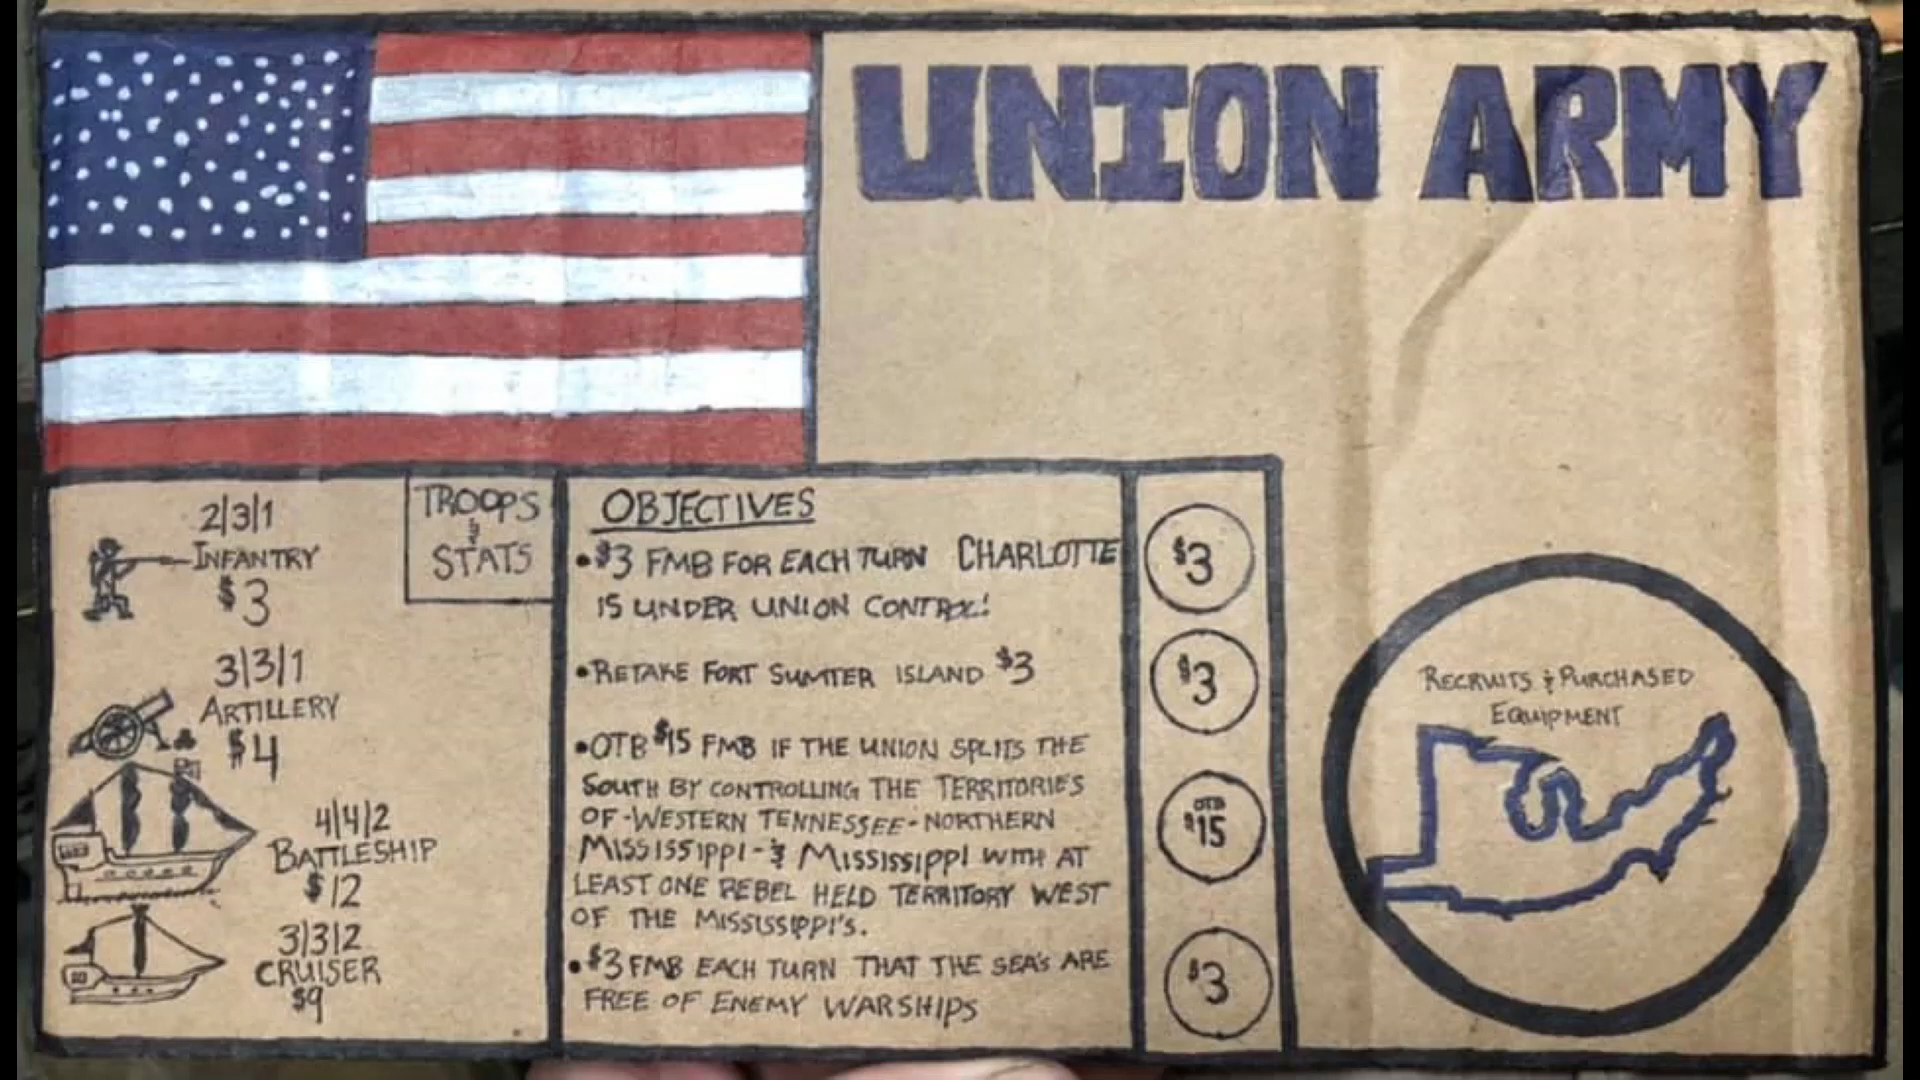 UNION ARMY
TROOPS
&
STATS
2/3/1
INFANTRY
$3
3/3/1
ARTILLERY
$4
4/4/2
BATTLESHIP
$12
3/3/2
CRUISER
$9
OBJECTIVES
•$3 FMB FOR EACH TURN CHARLOTTE
IS UNDER UNION CONTROL!
•RETAKE FORT SUMTER ISLAND $3
•OTB $15 FMB IF THE UNION SPLITS THE
SOUTH BY CONTROLLING THE TERRITORIES
OF-WESTERN TENNESSEE-NORTHERN
MISSISSIPPI-& MISSISSIPPI WITH AT
LEAST ONE REBEL HELD TERRITORY WEST
OF THE MISSISSIPPI'S.
•$3 FMB EACH TURN THAT THE SEA'S ARE
FREE OF ENEMY WARSHIPS
$3
$3
OTB
$15
$3
RECRUITS & PURCHASED
EQUIPMENT